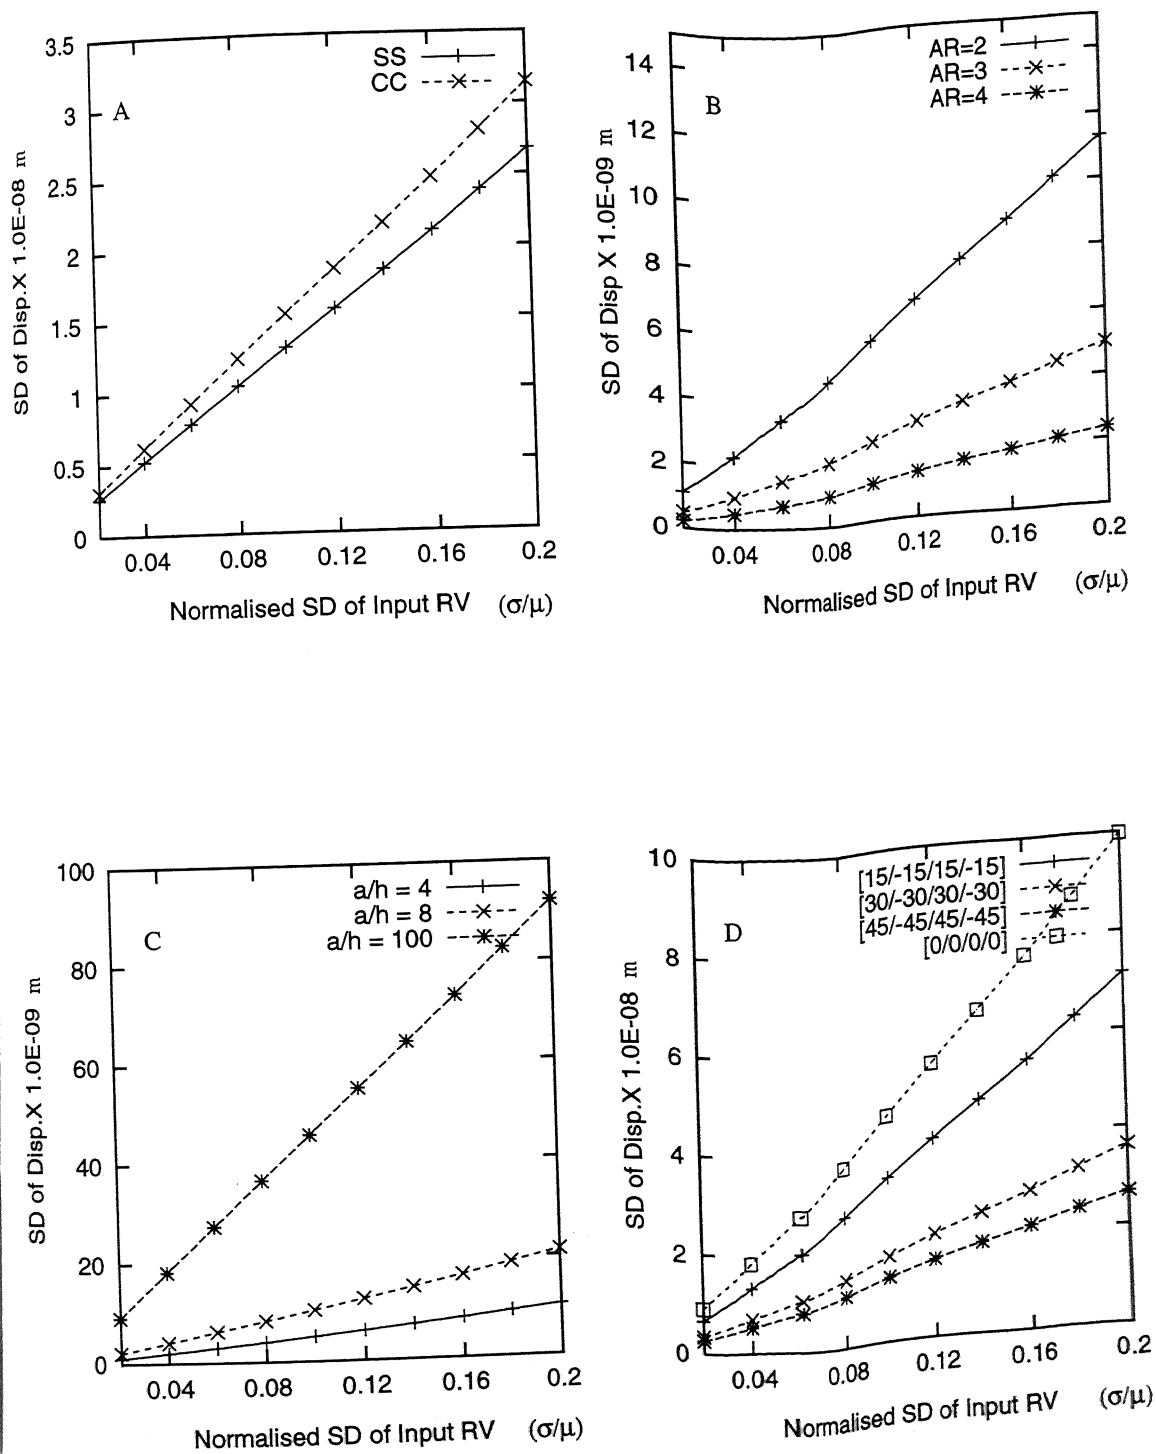 3.5
3
2.5
2
1.5
1
0.5
0
SD of Disp.X 1.0E-08 m
A
SS
CC
0.04 0.08 0.12 0.16 0.2
Normalised SD of Input RV (σ/μ)
14
12
10
8
6
4
2
0
SD of Disp X 1.0E-09 m
B
AR=2
AR=3
AR=4
0.04 0.08 0.12 0.16 0.2
Normalised SD of Input RV (σ/μ)
100
80
60
40
20
0
SD of Disp.X 1.0E-09 m
C
a/h = 4
a/h = 8
a/h = 100
0.04 0.08 0.12 0.16 0.2
Normalised SD of Input RV (σ/μ)
10
8
6
4
2
0
SD of Disp.X 1.0E-08 m
D
[15/-15/15/-15]
[30/-30/30/-30]
[45/-45/45/-45]
[0/0/0/0]
0.04 0.08 0.12 0.16 0.2
Normalised SD of Input RV (σ/μ)